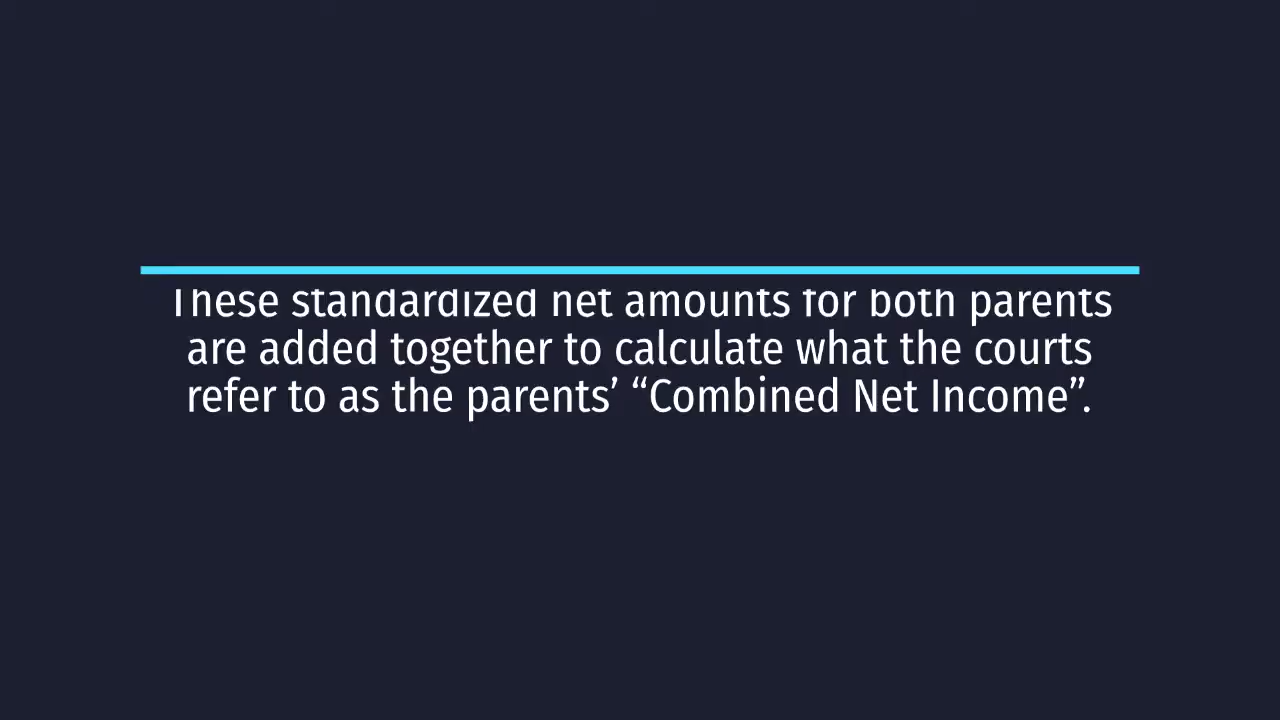 These standardized net amounts for both parents
are added together to calculate what the courts
refer to as the parents’ “Combined Net Income”.